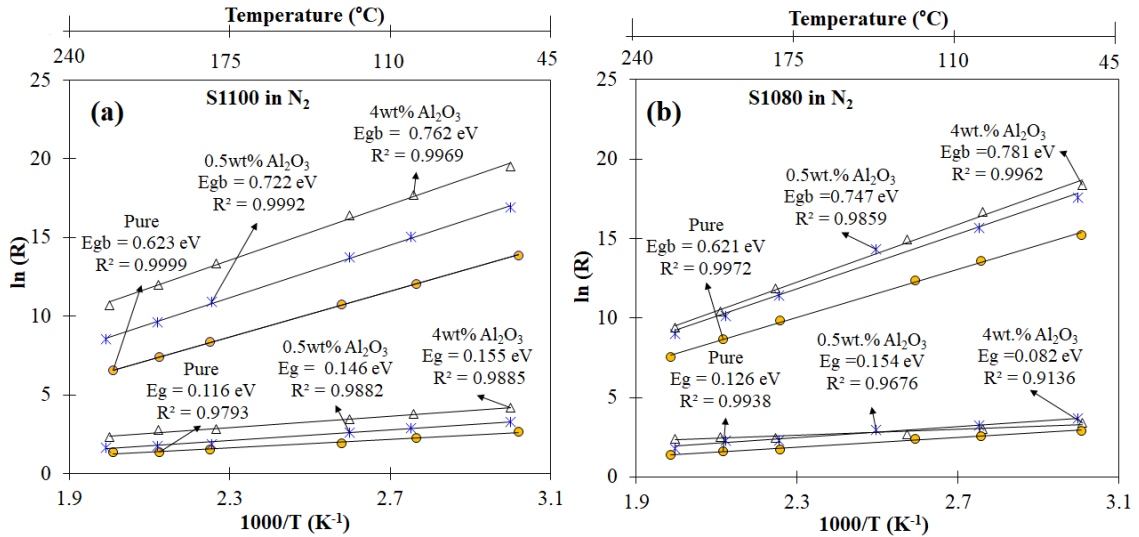 Temperature (°C)
240 175 110 45
25
20
15
10
5
0
ln (R)
(a)
S1100 in N₂
4wt% Al₂O₃
Egb = 0.762 eV
R² = 0.9969
0.5wt% Al₂O₃
Egb = 0.722 eV
R² = 0.9992
Pure
Egb = 0.623 eV
R² = 0.9999
Pure
Eg = 0.116 eV
R² = 0.9793
0.5wt% Al₂O₃
Eg = 0.146 eV
R² = 0.9882
4wt% Al₂O₃
Eg = 0.155 eV
R² = 0.9885
1.9 2.3 2.7 3.1
1000/T (K⁻¹)
Temperature (°C)
240 175 110 45
25
20
15
10
5
0
ln (R)
(b)
S1080 in N₂
4wt.% Al₂O₃
Egb =0.781 eV
R² = 0.9962
0.5wt.% Al₂O₃
Egb =0.747 eV
R² = 0.9859
Pure
Egb = 0.621 eV
R² = 0.9972
Pure
Eg = 0.126 eV
R² = 0.9938
0.5wt.% Al₂O₃
Eg =0.154 eV
R² = 0.9676
4wt.% Al₂O₃
Eg =0.082 eV
R² = 0.9136
1.9 2.3 2.7 3.1
1000/T (K⁻¹)